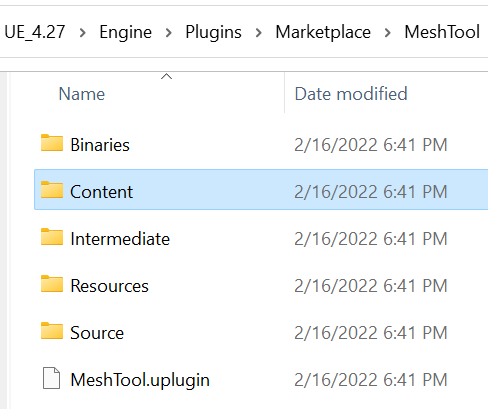 UE_4.27 > Engine > Plugins > Marketplace > MeshTool
Name Date modified
Binaries 2/16/2022 6:41 PM
Content 2/16/2022 6:41 PM
Intermediate 2/16/2022 6:41 PM
Resources 2/16/2022 6:41 PM
Source 2/16/2022 6:41 PM
MeshTool.uplugin 2/16/2022 6:41 PM